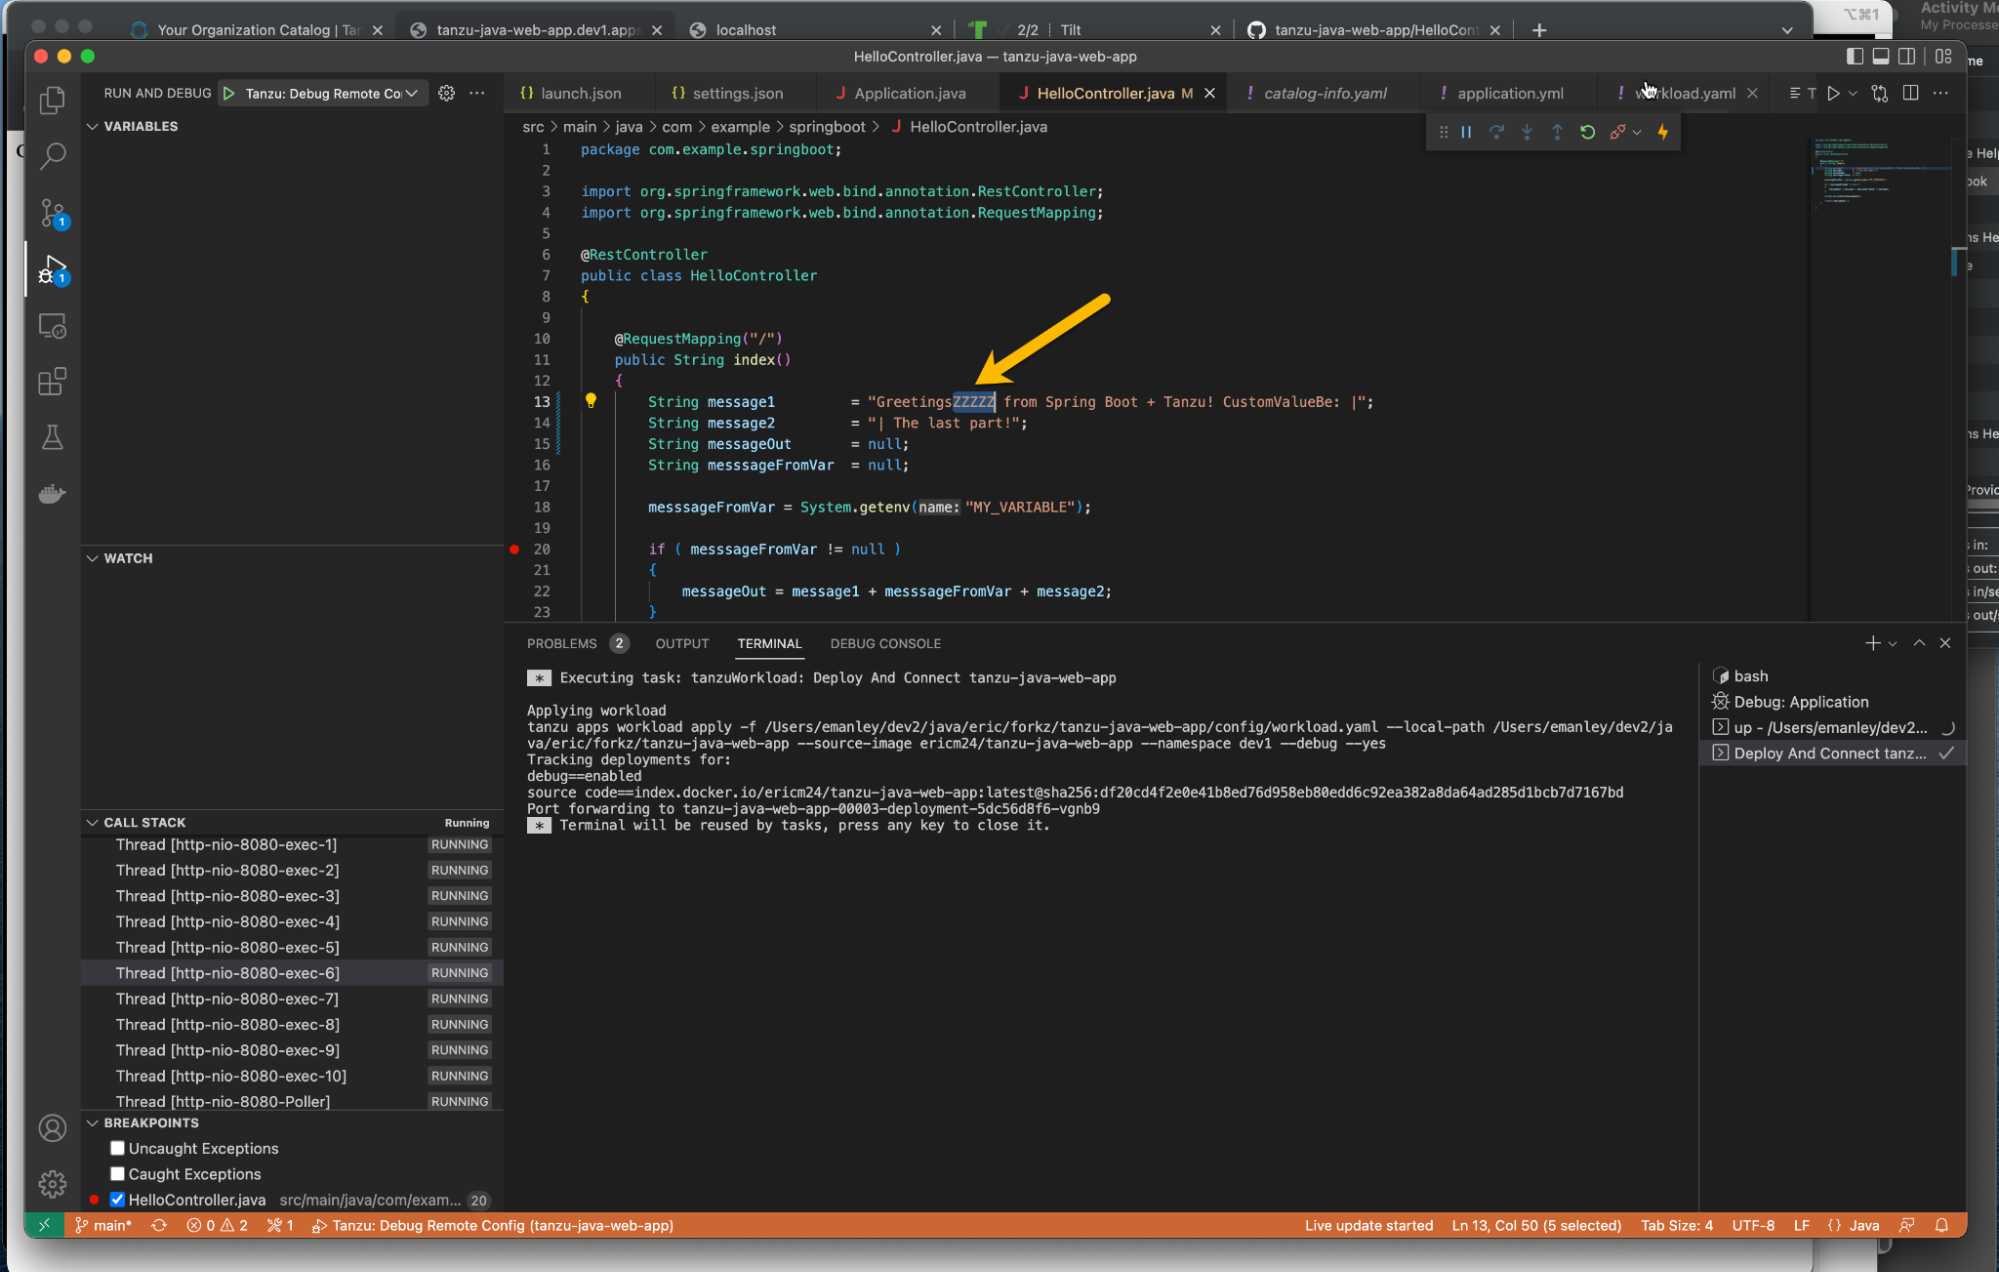 Your Organization Catalog | Tar
tanzu-java-web-app.dev1.apps
localhost
2/2 | Tilt
tanzu-java-web-app/HelloCont
⌥⌘1
Activity M
My Processe
HelloController.java — tanzu-java-web-app
RUN AND DEBUG
Tanzu: Debug Remote Co
{} launch.json
{} settings.json
J Application.java
J HelloController.java M
! catalog-info.yaml
! application.yml
! workload.yaml
VARIABLES
src > main > java > com > example > springboot > J HelloController.java
1 package com.example.springboot;
2
3 import org.springframework.web.bind.annotation.RestController;
4 import org.springframework.web.bind.annotation.RequestMapping;
5
6 @RestController
7 public class HelloController
8 {
9
10 @RequestMapping("/")
11 public String index()
12 {
13 String message1 = "GreetingsZZZZZ from Spring Boot + Tanzu! CustomValueBe: |";
14 String message2 = "| The last part!";
15 String messageOut = null;
16 String messsageFromVar = null;
17
18 messsageFromVar = System.getenv(name: "MY_VARIABLE");
19
20 if ( messsageFromVar != null )
21 {
22 messageOut = message1 + messsageFromVar + message2;
23 }
WATCH
PROBLEMS 2
OUTPUT
TERMINAL
DEBUG CONSOLE
* Executing task: tanzuWorkload: Deploy And Connect tanzu-java-web-app
Applying workload
tanzu apps workload apply -f /Users/emanley/dev2/java/eric/forkz/tanzu-java-web-app/config/workload.yaml --local-path /Users/emanley/dev2/ja
va/eric/forkz/tanzu-java-web-app --source-image ericm24/tanzu-java-web-app --namespace dev1 --debug --yes
Tracking deployments for:
debug==enabled
source code==index.docker.io/ericm24/tanzu-java-web-app:latest@sha256:df20cd4f2e0e41b8ed76d958eb80edd6c92ea382a8da64ad285d1bcb7d7167bd
Port forwarding to tanzu-java-web-app-00003-deployment-5dc56d8f6-vgnb9
* Terminal will be reused by tasks, press any key to close it.
bash
Debug: Application
up - /Users/emanley/dev2...
Deploy And Connect tanz...
CALL STACK Running
Thread [http-nio-8080-exec-1] RUNNING
Thread [http-nio-8080-exec-2] RUNNING
Thread [http-nio-8080-exec-3] RUNNING
Thread [http-nio-8080-exec-4] RUNNING
Thread [http-nio-8080-exec-5] RUNNING
Thread [http-nio-8080-exec-6] RUNNING
Thread [http-nio-8080-exec-7] RUNNING
Thread [http-nio-8080-exec-8] RUNNING
Thread [http-nio-8080-exec-9] RUNNING
Thread [http-nio-8080-exec-10] RUNNING
Thread [http-nio-8080-Poller] RUNNING
BREAKPOINTS
Uncaught Exceptions
Caught Exceptions
HelloController.java src/main/java/com/exam... 20
main* 0 2 1 Tanzu: Debug Remote Config (tanzu-java-web-app)
Live update started Ln 13, Col 50 (5 selected) Tab Size: 4 UTF-8 LF {} Java